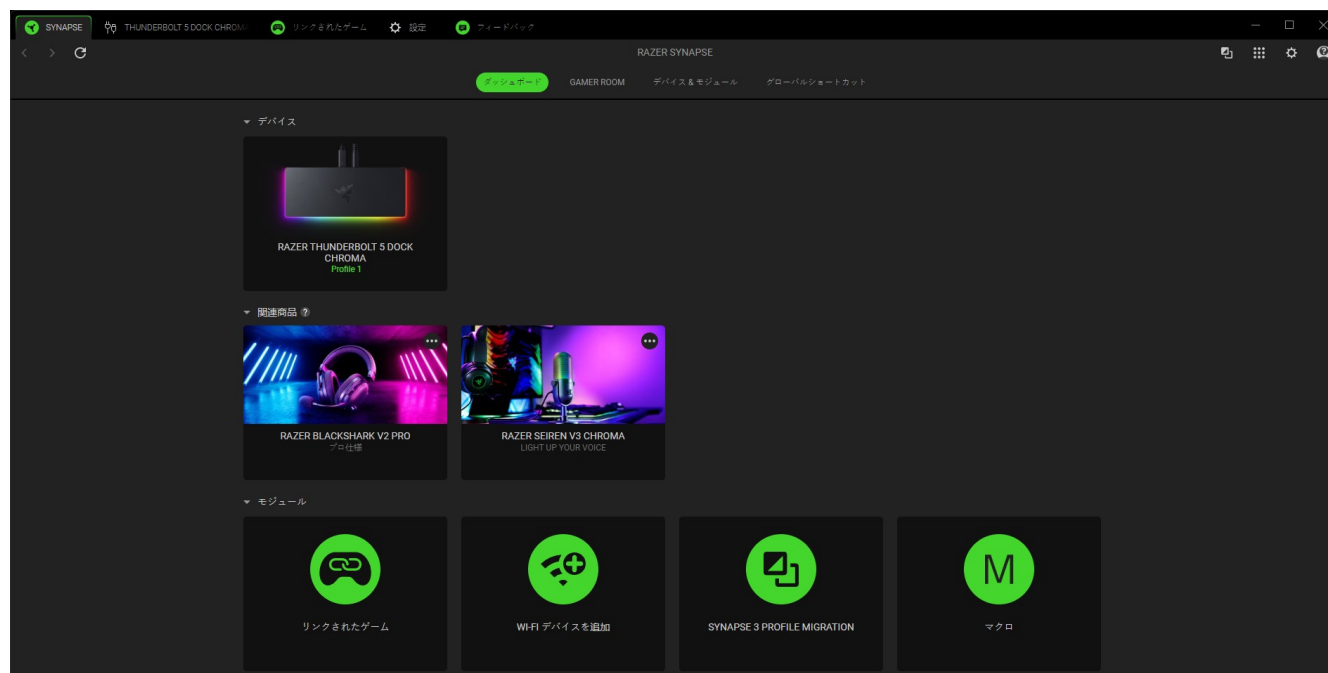 SYNAPSE
THUNDERBOLT 5 DOCK CHROMA
リンクされたゲーム
設定
フィードバック
RAZER SYNAPSE
ダッシュボード
GAMER ROOM
デバイス & モジュール
グローバルショートカット
デバイス
RAZER THUNDERBOLT 5 DOCK
CHROMA
Profile 1
関連商品 ?
RAZER BLACKSHARK V2 PRO
プロ仕様
RAZER SEIREN V3 CHROMA
LIGHT UP YOUR VOICE
モジュール
M
リンクされたゲーム
WI-FI デバイスを追加
SYNAPSE 3 PROFILE MIGRATION
マクロ